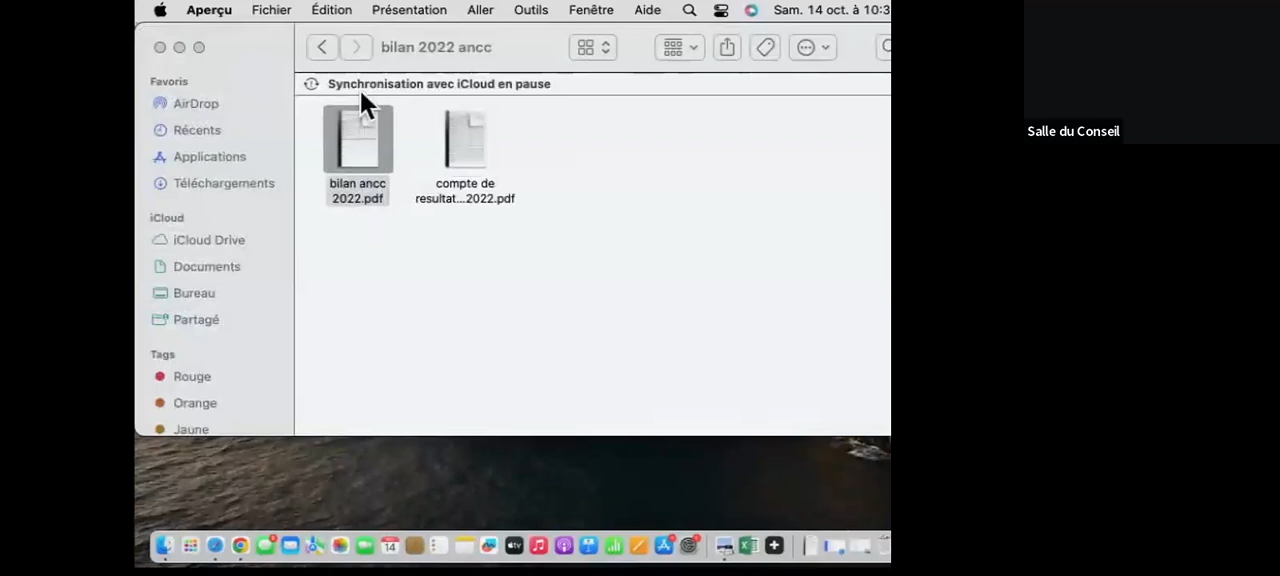 Aperçu Fichier Édition Présentation Aller Outils Fenêtre Aide Sam. 14 oct. à 10:3
bilan 2022 ancc
Synchronisation avec iCloud en pause
Favoris
AirDrop
Récents
Applications
Téléchargements
iCloud
iCloud Drive
Documents
Bureau
Partagé
Tags
Rouge
Orange
Jaune
bilan ancc
2022.pdf
compte de
resultat...2022.pdf
Salle du Conseil
14